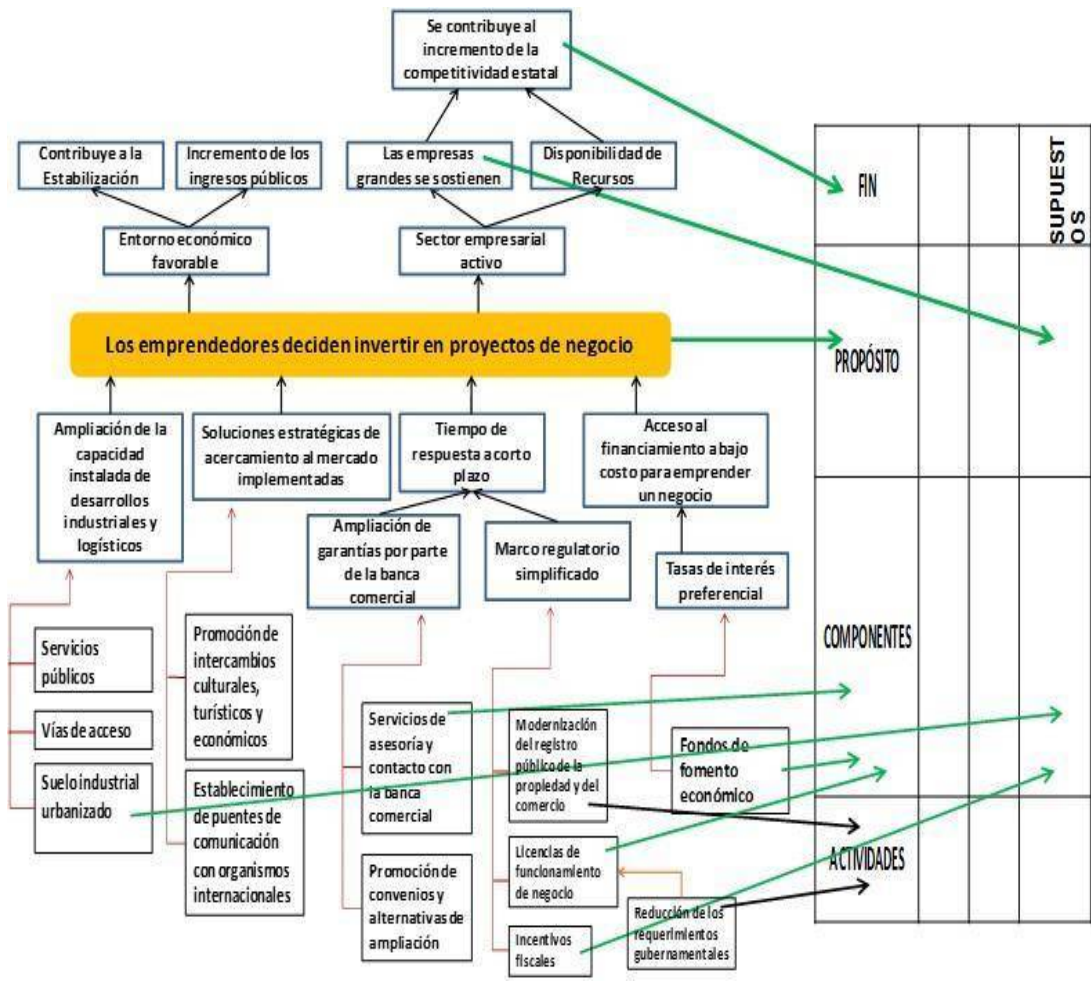 Se contribuye al
incremento de la
competitividad estatal
Contribuye a la
Estabilización
Incremento de los
ingresos públicos
Las empresas
grandes se sostienen
Disponibilidad de
Recursos
Entorno económico
favorable
Sector empresarial
activo
Los emprendedores deciden invertir en proyectos de negocio
Ampliación de la
capacidad
instalada de
desarrollos
industriales y
logísticos
Soluciones estratégicas de
acercamiento al mercado
implementadas
Tiempo de
respuesta a corto
plazo
Acceso al
financiamiento a bajo
costo para emprender
un negocio
Ampliación de
garantías por parte
de la banca
comercial
Marco regulatorio
simplificado
Tasas de interés
preferencial
Servicios
públicos
Vías de acceso
Suelo industrial
urbanizado
Promoción de
intercambios
culturales,
turísticos y
económicos
Establecimiento
de puentes de
comunicación
con organismos
internacionales
Servicios de
asesoría y
contacto con
la banca
comercial
Promoción de
convenios y
alternativas de
ampliación
Modernización
del registro
público de la
propiedad y del
comercio
Licencias de
funcionamiento
de negocio
Incentivos
fiscales
Fondos de
fomento
económico
Reducción de los
requerimientos
gubernamentales
FIN
SUPUEST
OS
PROPÓSITO
COMPONENTES
ACTIVIDADES